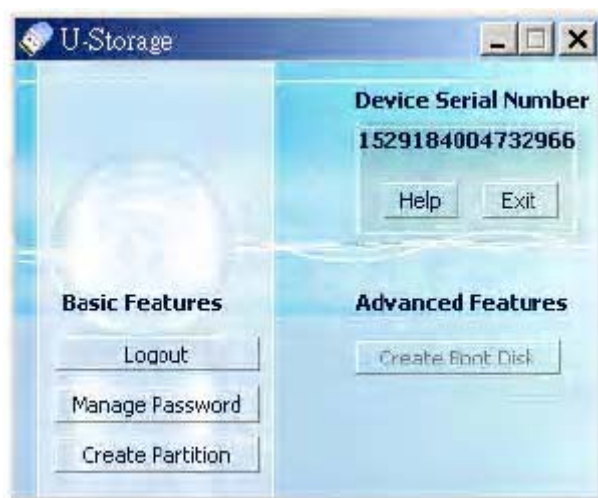 U-Storage
Device Serial Number
1529184004732966
Help Exit
Basic Features
Logout
Manage Password
Create Partition
Advanced Features
Create Boot Disk